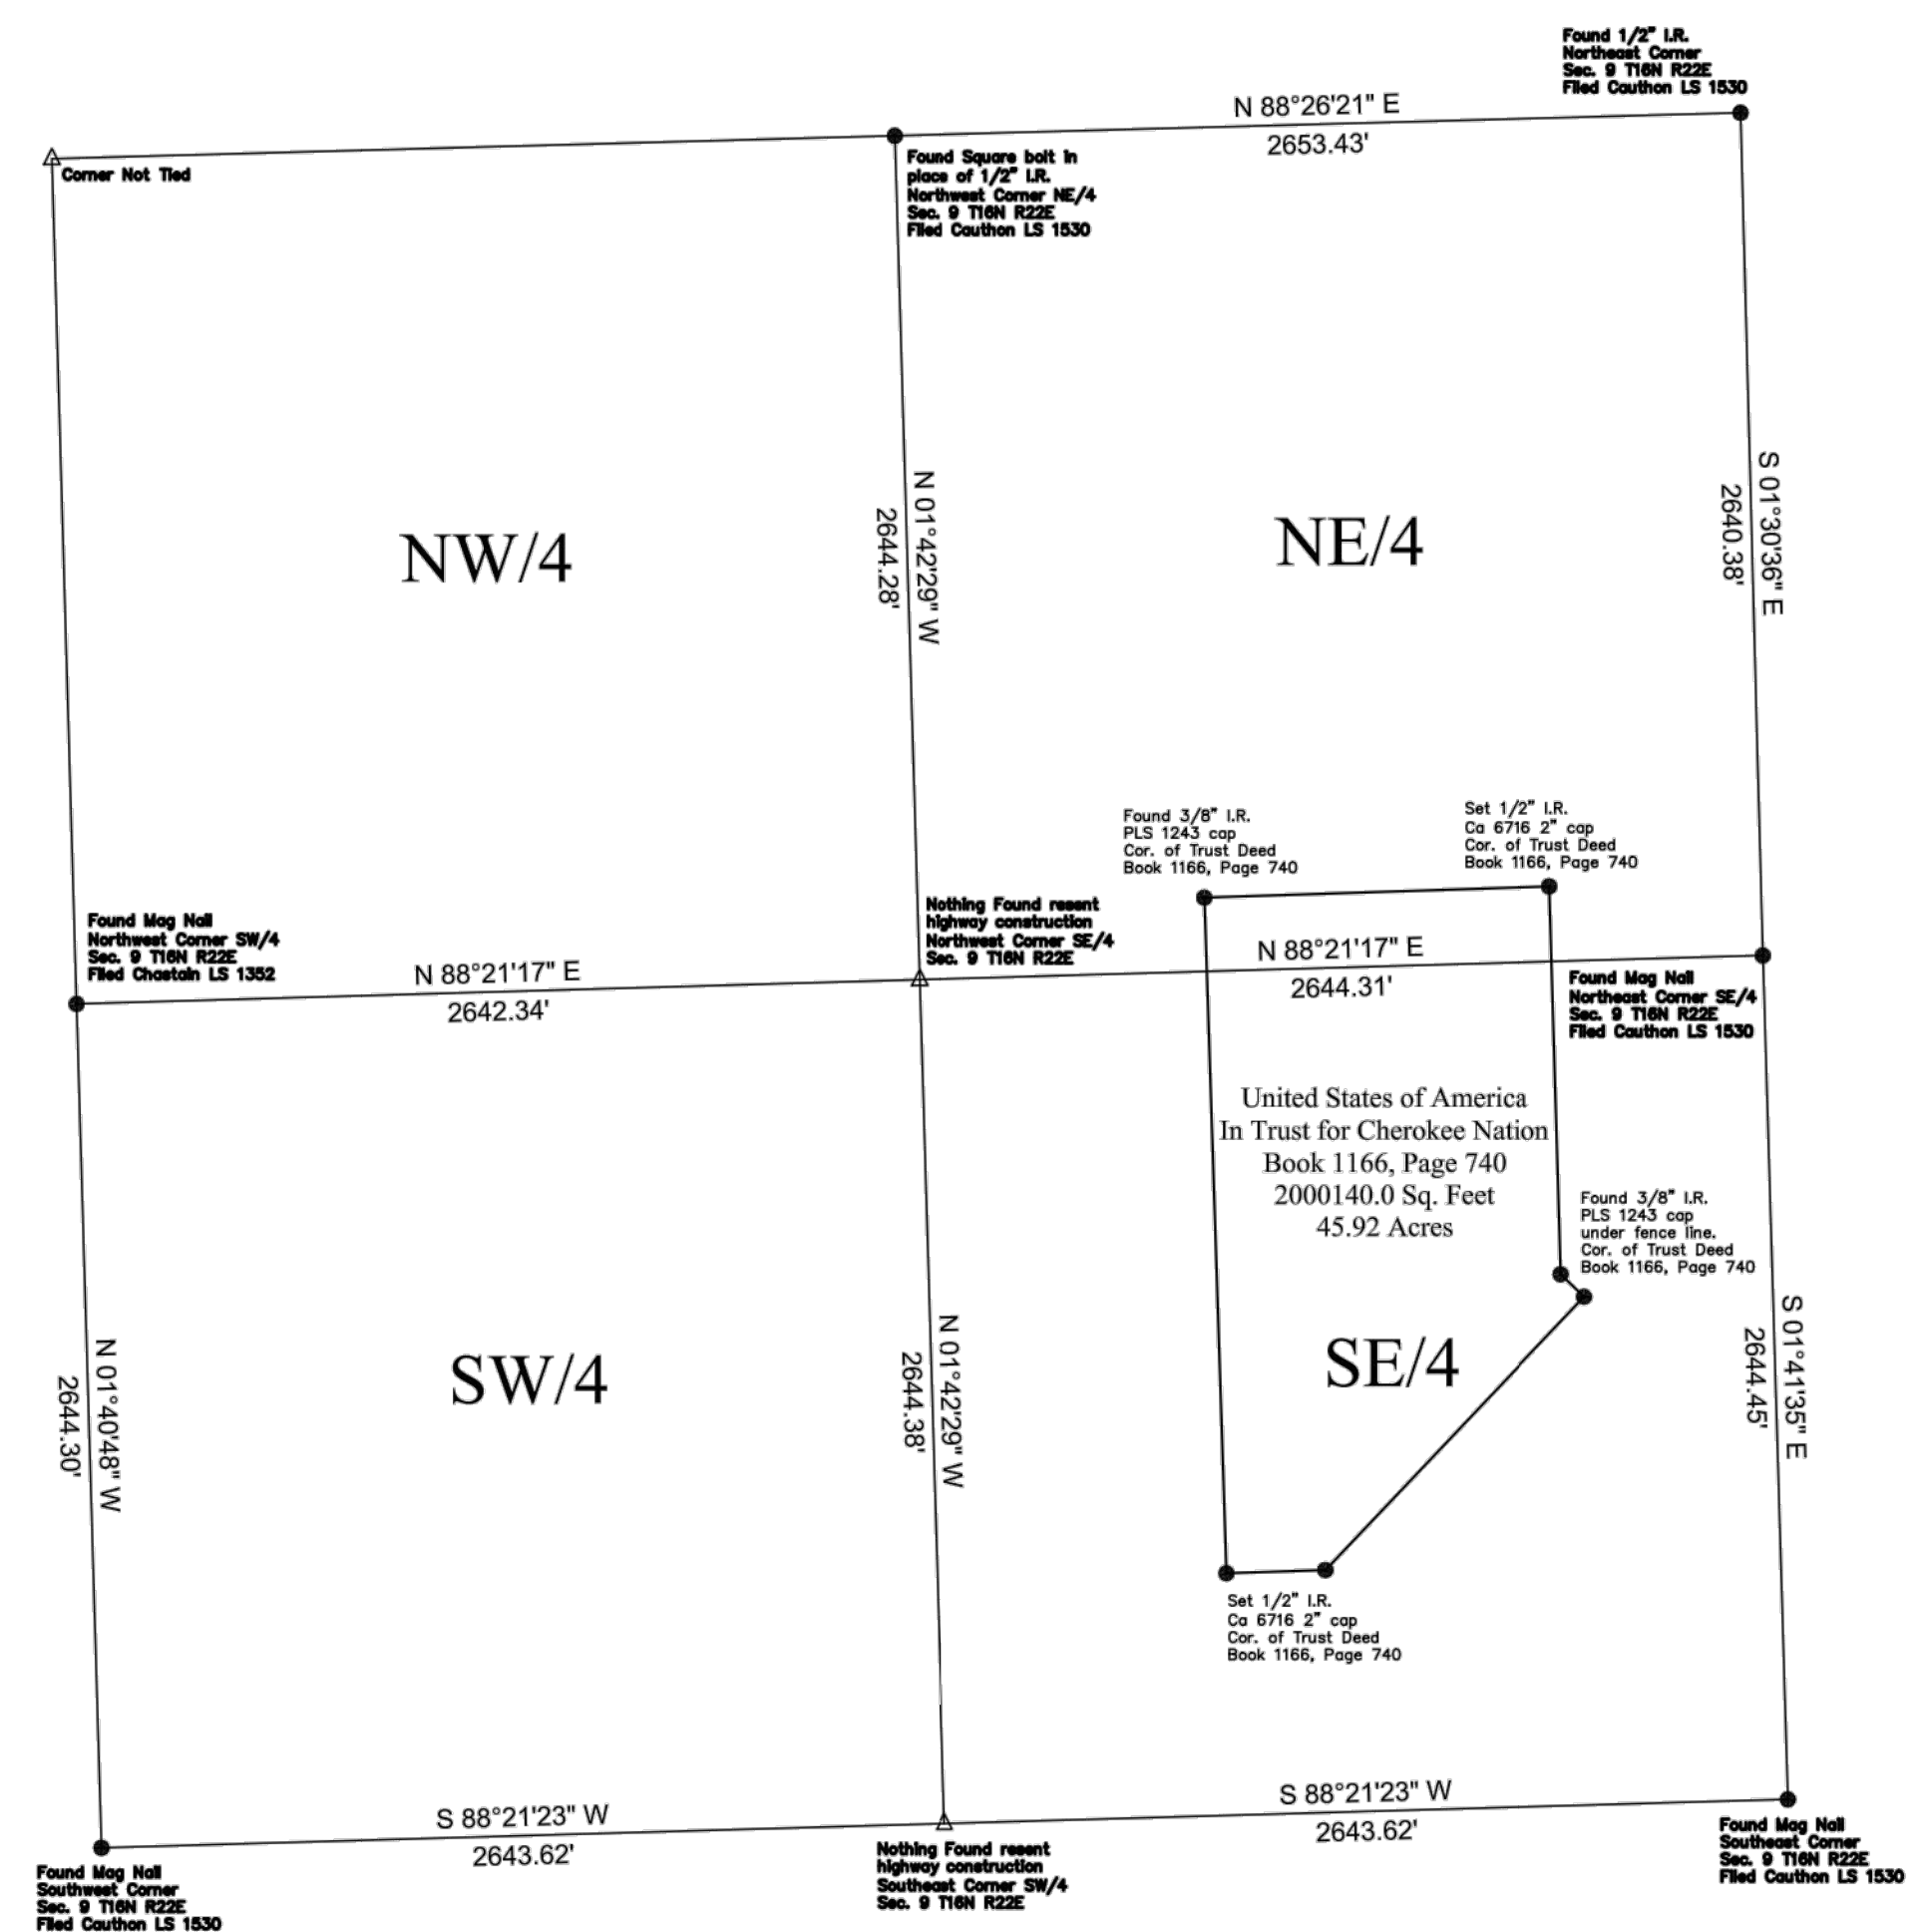 Found 1/2" I.R.
Northeast Corner
Sec. 9 T16N R22E
Filed Cauthon LS 1530
N 88°26'21" E
2653.43'
Corner Not Tied
Found Square bolt in
place of 1/2" I.R.
Northwest Corner NE/4
Sec. 9 T16N R22E
Filed Cauthon LS 1530
NW/4
N 01°42'29" W
2644.28'
NE/4
S 01°30'36" E
2640.38'
Found 3/8" I.R.
PLS 1243 cap
Cor. of Trust Deed
Book 1166, Page 740
Set 1/2" I.R.
Ca 6716 2" cap
Cor. of Trust Deed
Book 1166, Page 740
Found Mag Nail
Northwest Corner SW/4
Sec. 9 T16N R22E
Filed Chastain LS 1352
N 88°21'17" E
2642.34'
Nothing Found resent
highway construction
Northwest Corner SE/4
Sec. 9 T16N R22E
N 88°21'17" E
2644.31'
Found Mag Nail
Northeast Corner SE/4
Sec. 9 T16N R22E
Filed Cauthon LS 1530
United States of America
In Trust for Cherokee Nation
Book 1166, Page 740
2000140.0 Sq. Feet
45.92 Acres
Found 3/8" I.R.
PLS 1243 cap
under fence line.
Cor. of Trust Deed
Book 1166, Page 740
N 01°40'48" W
2644.30'
SW/4
N 01°42'29" W
2644.38'
SE/4
S 01°41'35" E
2644.45'
Set 1/2" I.R.
Ca 6716 2" cap
Cor. of Trust Deed
Book 1166, Page 740
S 88°21'23" W
2643.62'
S 88°21'23" W
2643.62'
Found Mag Nail
Southwest Corner
Sec. 9 T16N R22E
Filed Cauthon LS 1530
Nothing Found resent
highway construction
Southeast Corner SW/4
Sec. 9 T16N R22E
Found Mag Nail
Southeast Corner
Sec. 9 T16N R22E
Filed Cauthon LS 1530